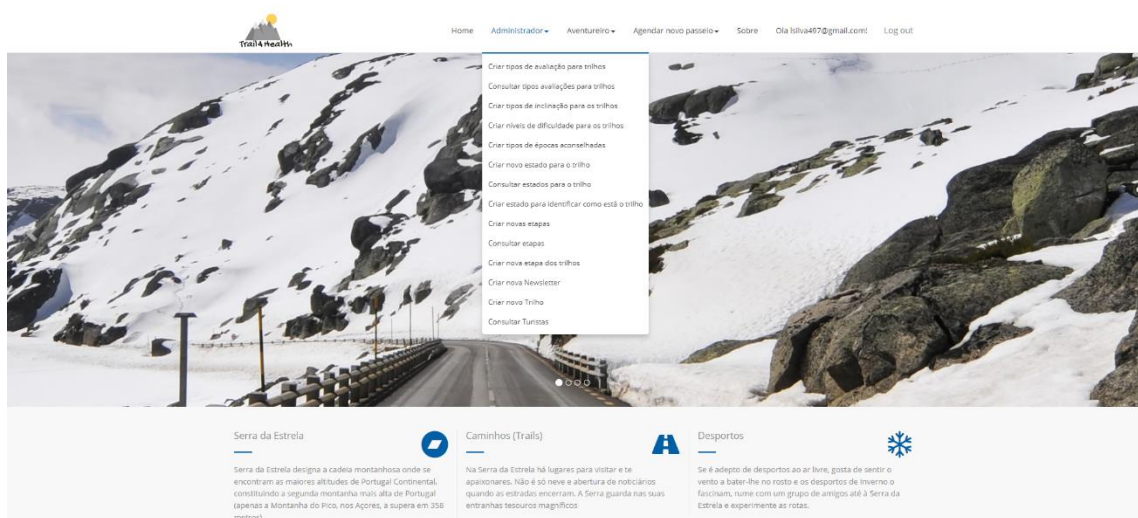 Trail4Health
Home Administrador Aventureiro Agendar novo passeio Sobre Ola lsilva497@gmail.com! Log out
Criar tipos de avaliação para trilhos
Consultar tipos avaliações para trilhos
Criar tipos de inclinação para os trilhos
Criar níveis de dificuldade para os trilhos
Criar tipos de épocas aconselhadas
Criar novo estado para o trilho
Consultar estados para o trilho
Criar estado para identificar como está o trilho
Criar novas etapas
Consultar etapas
Criar nova etapa dos trilhos
Criar nova Newsletter
Criar novo Trilho
Consultar Turistas
Serra da Estrela
Serra da Estrela designa a cadeia montanhosa onde se
encontram as maiores altitudes de Portugal Continental,
constituindo a segunda montanha mais alta de Portugal
(apenas a Montanha do Pico, nos Açores, a supera em 358
metros).
Caminhos (Trails)
Na Serra da Estrela há lugares para visitar e te
apaixonares. Não é só neve e abertura de noticiários
quando as estradas encerram. A Serra guarda nas suas
entranhas tesouros magníficos
Desportos
Se é adepto de desportos ao ar livre, gosta de sentir o
vento a bater-lhe no rosto e os desportos de Inverno o
fascinam, rume com um grupo de amigos até à Serra da
Estrela e experimente as rotas.